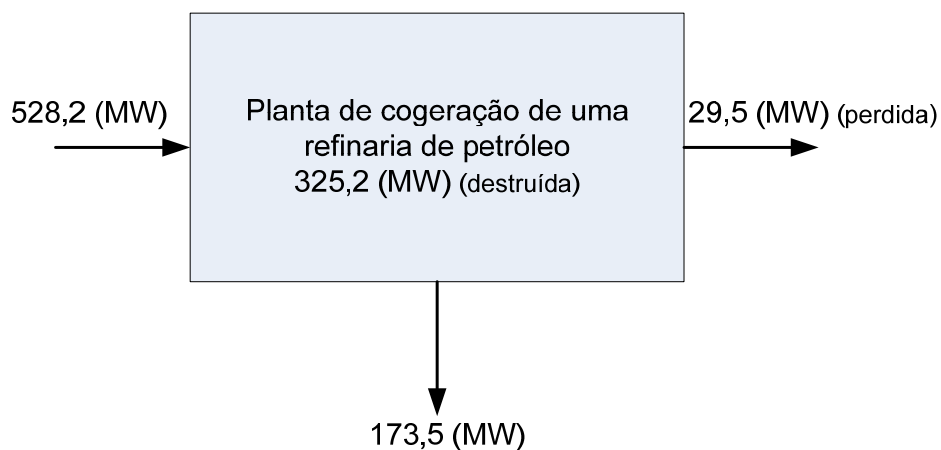 528,2 (MW)
Planta de cogeração de uma
refinaria de petróleo
325,2 (MW) (destruída)
29,5 (MW) (perdida)
173,5 (MW)